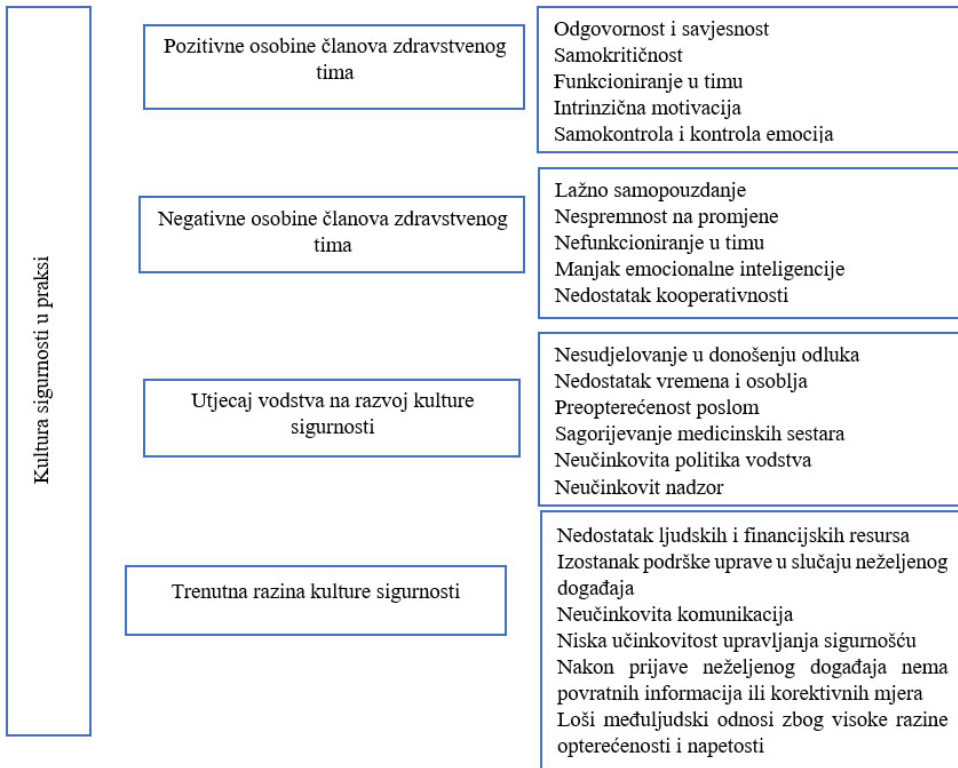 Kultura sigurnosti u praksi
Pozitivne osobine članova zdravstvenog
tima
Odgovornost i savjesnost
Samokritičnost
Funkcioniranje u timu
Intrinzična motivacija
Samokontrola i kontrola emocija
Negativne osobine članova zdravstvenog
tima
Lažno samopouzdanje
Nespremnost na promjene
Nefunkcioniranje u timu
Manjak emocionalne inteligencije
Nedostatak kooperativnosti
Utjecaj vodstva na razvoj kulture
sigurnosti
Nesudjelovanje u donošenju odluka
Nedostatak vremena i osoblja
Preopterećenost poslom
Sagorijevanje medicinskih sestara
Neučinkovita politika vodstva
Neučinkovit nadzor
Trenutna razina kulture sigurnosti
Nedostatak ljudskih i financijskih resursa
Izostanak podrške uprave u slučaju neželjenog
događaja
Neučinkovita komunikacija
Niska učinkovitost upravljanja sigurnošću
Nakon prijave neželjenog događaja nema
povratnih informacija ili korektivnih mjera
Loši međuljudski odnosi zbog visoke razine
opterećenosti i napetosti